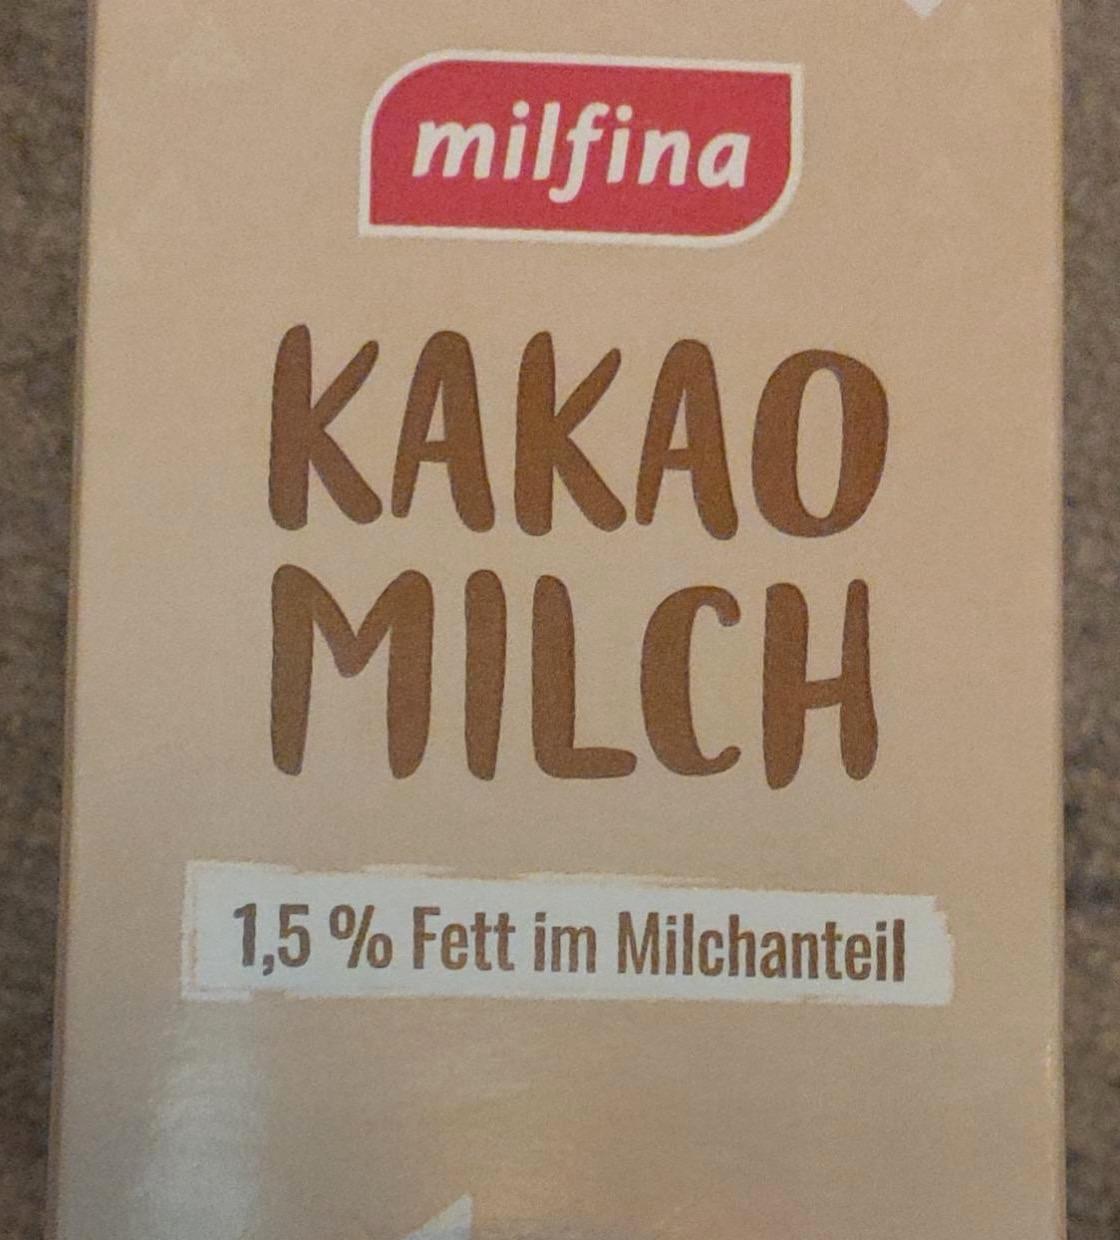 milfina
KAKAO
MILCH
1,5 % Fett im Milchanteil